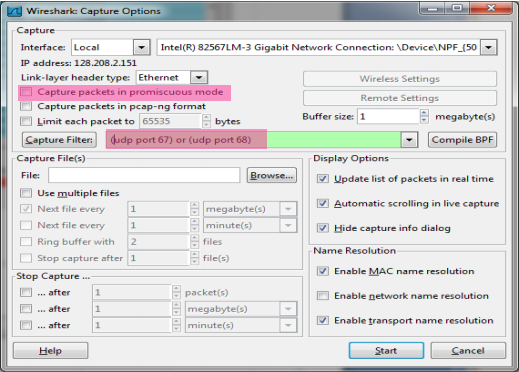 Wireshark: Capture Options
Capture
Interface: Local Intel(R) 82567LM-3 Gigabit Network Connection: \Device\NPF_{50
IP address: 128.208.2.151
Link-layer header type: Ethernet Wireless Settings
Capture packets in promiscuous mode Remote Settings
Capture packets in pcap-ng format
Limit each packet to 65535 bytes Buffer size: 1 megabyte(s)
Capture Filter: (udp port 67) or (udp port 68) Compile BPF
Capture File(s) Display Options
File: Browse... Update list of packets in real time
Use multiple files
Next file every 1 megabyte(s) Automatic scrolling in live capture
Next file every 1 minute(s)
Ring buffer with 2 files Hide capture info dialog
Stop capture after 1 file(s) Name Resolution
Stop Capture ... Enable MAC name resolution
... after 1 packet(s)
... after 1 megabyte(s) Enable network name resolution
... after 1 minute(s) Enable transport name resolution
Help Start Cancel